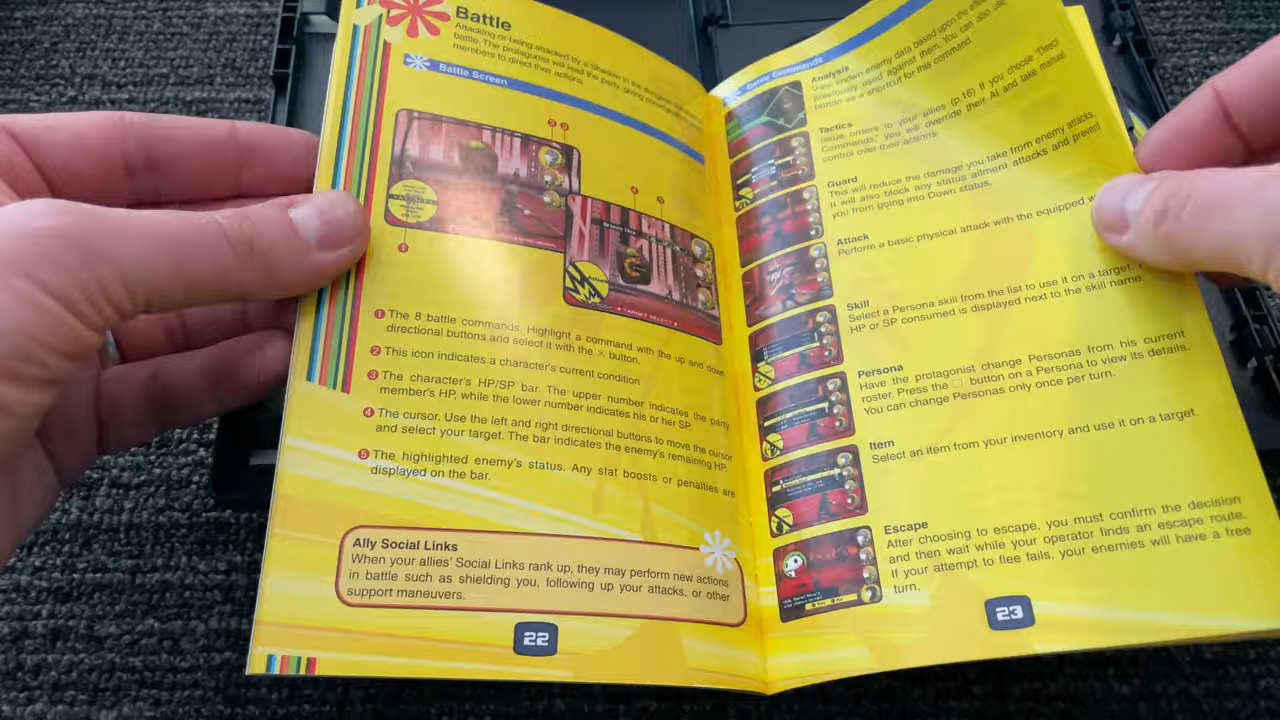 Battle
Attacking or being attacked by a Shadow in the dungeon
battle. The protagonist will lead the party, giving
members to direct their actions.
Battle Screen
2 3
4
5
1
TARGET SELECT
1 The 8 battle commands. Highlight a command with the up and down
directional buttons and select it with the × button.
2 This icon indicates a character's current condition
3 The character's HP/SP bar. The upper number indicates the party
member's HP, while the lower number indicates his or her SP.
4 The cursor. Use the left and right directional buttons to move the cursor
and select your target. The bar indicates the enemy's remaining HP.
5 The highlighted enemy's status. Any stat boosts or penalties are
displayed on the bar.
Ally Social Links
When your allies' Social Links rank up, they may perform new actions
in battle such as shielding you, following up your attacks, or other
support maneuvers.
22
Battle Commands
Analysis
View known enemy data based upon the
previously used against them. You can also use
button as a shortcut for this command.
Tactics
Issue orders to your allies (p.16) If you choose "Direct
Commands," you will override their AI and take manual
control over their actions.
Guard
This will reduce the damage you take from enemy attacks.
It will also block any status ailment attacks and prevent
you from going into Down status.
Attack
Perform a basic physical attack with the equipped
Skill
Select a Persona skill from the list to use it on a target.
HP or SP consumed is displayed next to the skill name.
Persona
Have the protagonist change Personas from his current
roster. Press the □ button on a Persona to view its details.
You can change Personas only once per turn.
Item
Select an item from your inventory and use it on a target.
Escape
After choosing to escape, you must confirm the decision
and then wait while your operator finds an escape route.
If your attempt to flee fails, your enemies will have a free
turn.
23